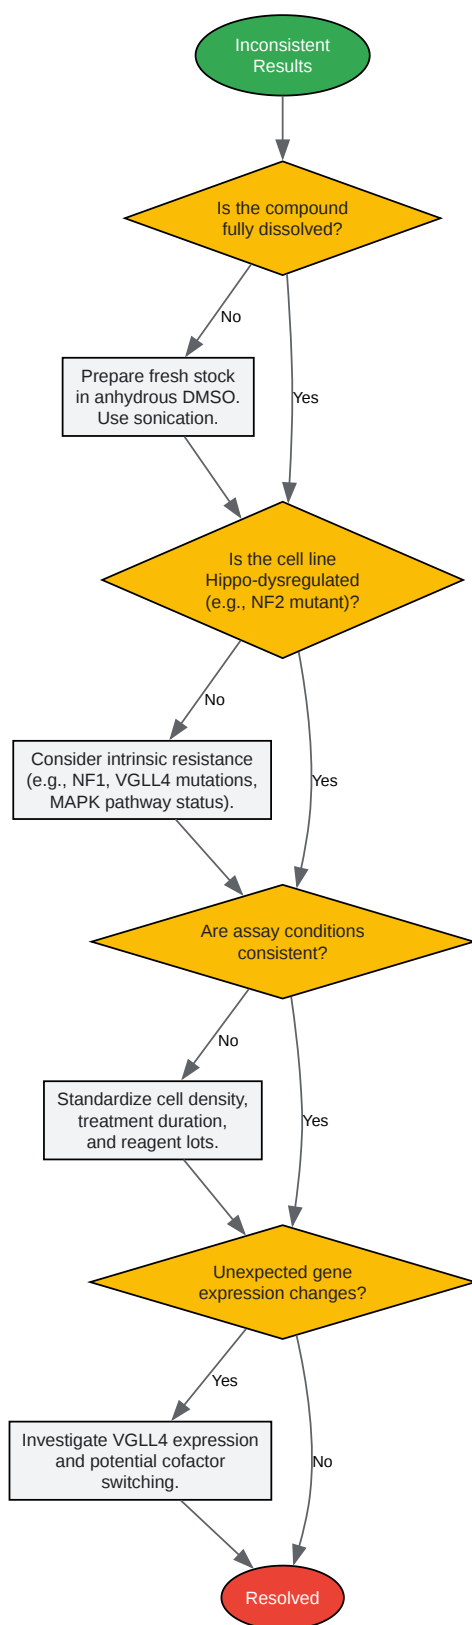 Inconsistent
Results
Is the compound
fully dissolved?
No
Prepare fresh stock
in anhydrous DMSO.
Use sonication.
Yes
Is the cell line
Hippo-dysregulated
(e.g., NF2 mutant)?
No
Consider intrinsic resistance
(e.g., NF1, VGLL4 mutations,
MAPK pathway status).
Yes
Are assay conditions
consistent?
No
Standardize cell density,
treatment duration,
and reagent lots.
Yes
Unexpected gene
expression changes?
Yes
Investigate VGLL4 expression
and potential cofactor
switching.
No
Resolved